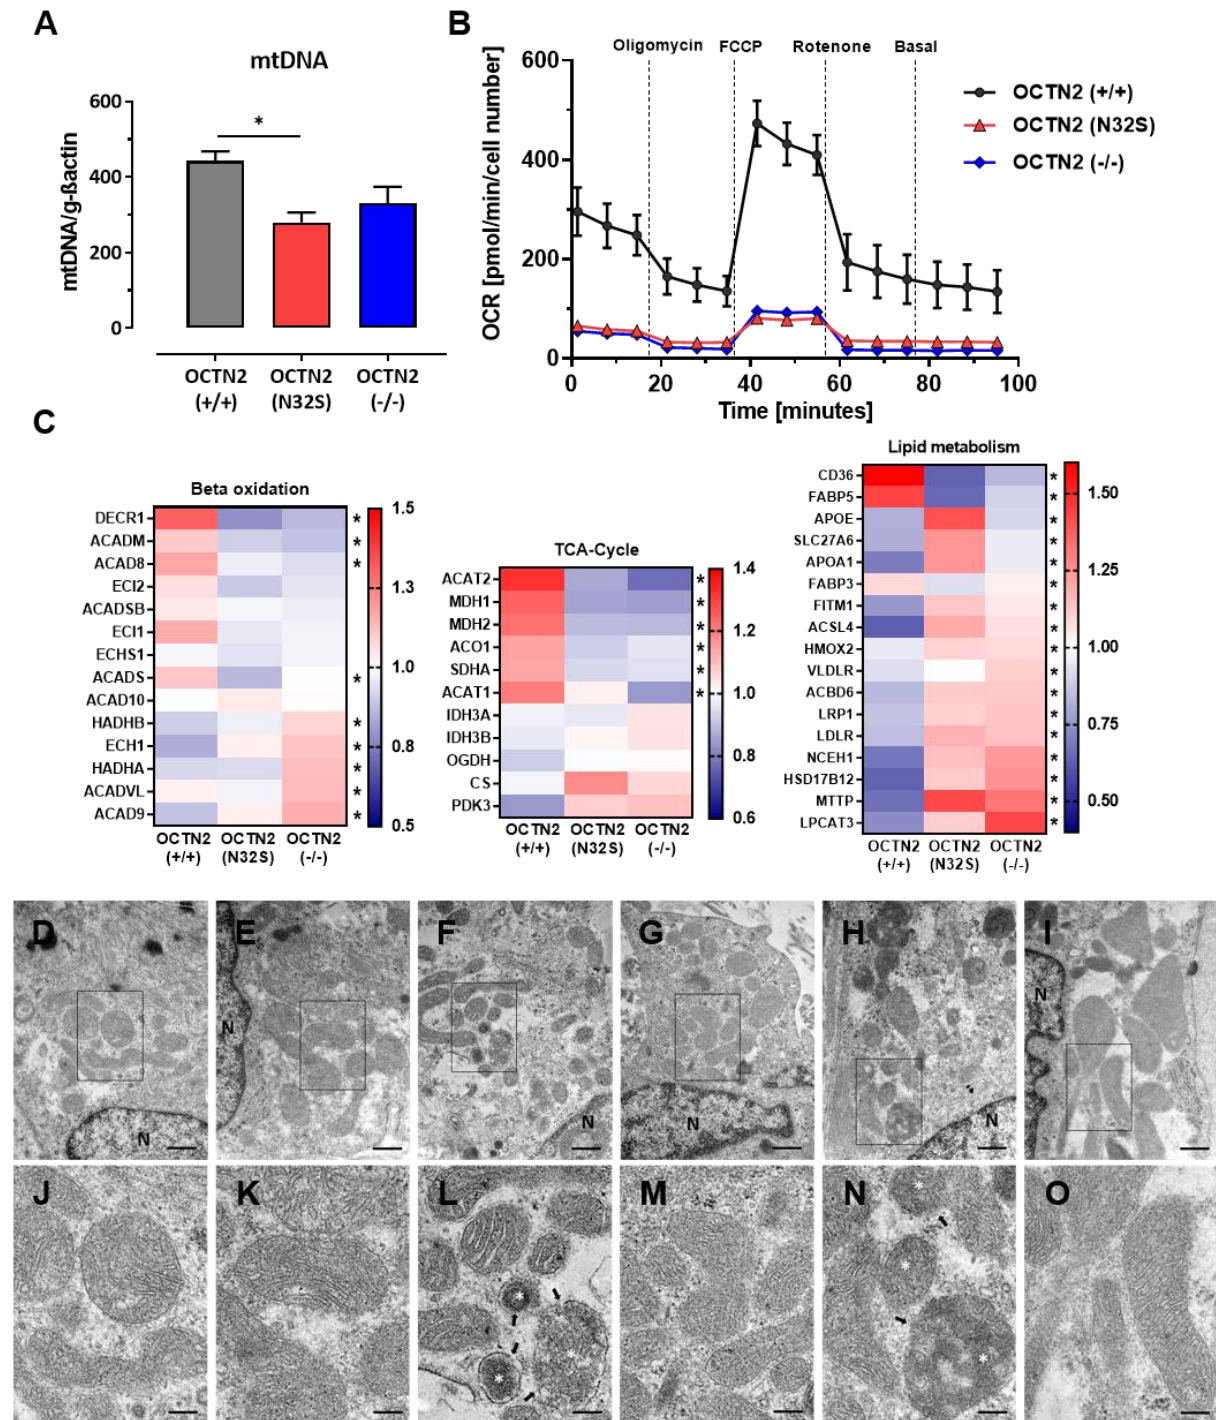 A
mtDNA
600
400
200
0
mtDNA/g-ßactin
*
OCTN2
(+/+)
OCTN2
(N32S)
OCTN2
(-/-)
B
Oligomycin
FCCP
Rotenone
Basal
600
400
200
0
OCR [pmol/min/cell number]
0
20
40
60
80
100
Time [minutes]
OCTN2 (+/+)
OCTN2 (N32S)
OCTN2 (-/-)
C
Beta oxidation
DECR1 *
ACADM *
ACAD8 *
ECI2
ACADSB
ECI1
ECHS1
ACADS *
ACAD10
HADHB *
ECH1 *
HADHA *
ACADVL *
ACAD9 *
1.5
1.3
1.0
0.8
0.5
OCTN2
(+/+)
OCTN2
(N32S)
OCTN2
(-/-)
TCA-Cycle
ACAT2 *
MDH1 *
MDH2 *
ACO1 *
SDHA *
ACAT1 *
IDH3A
IDH3B
OGDH
CS
PDK3
1.4
1.2
1.0
0.8
0.6
OCTN2
(+/+)
OCTN2
(N32S)
OCTN2
(-/-)
Lipid metabolism
CD36 *
FABP5 *
APOE *
SLC27A6 *
APOA1 *
FABP3 *
FITM1 *
ACSL4 *
HMOX2 *
VLDLR *
ACBD6 *
LRP1 *
LDLR *
NCEH1 *
HSD17B12 *
MTTP *
LPCAT3 *
1.50
1.25
1.00
0.75
0.50
OCTN2
(+/+)
OCTN2
(N32S)
OCTN2
(-/-)
D
N
E
N
F
N
G
N
H
N
I
N
J
K
L
*
*
*
M
N
*
*
*
O